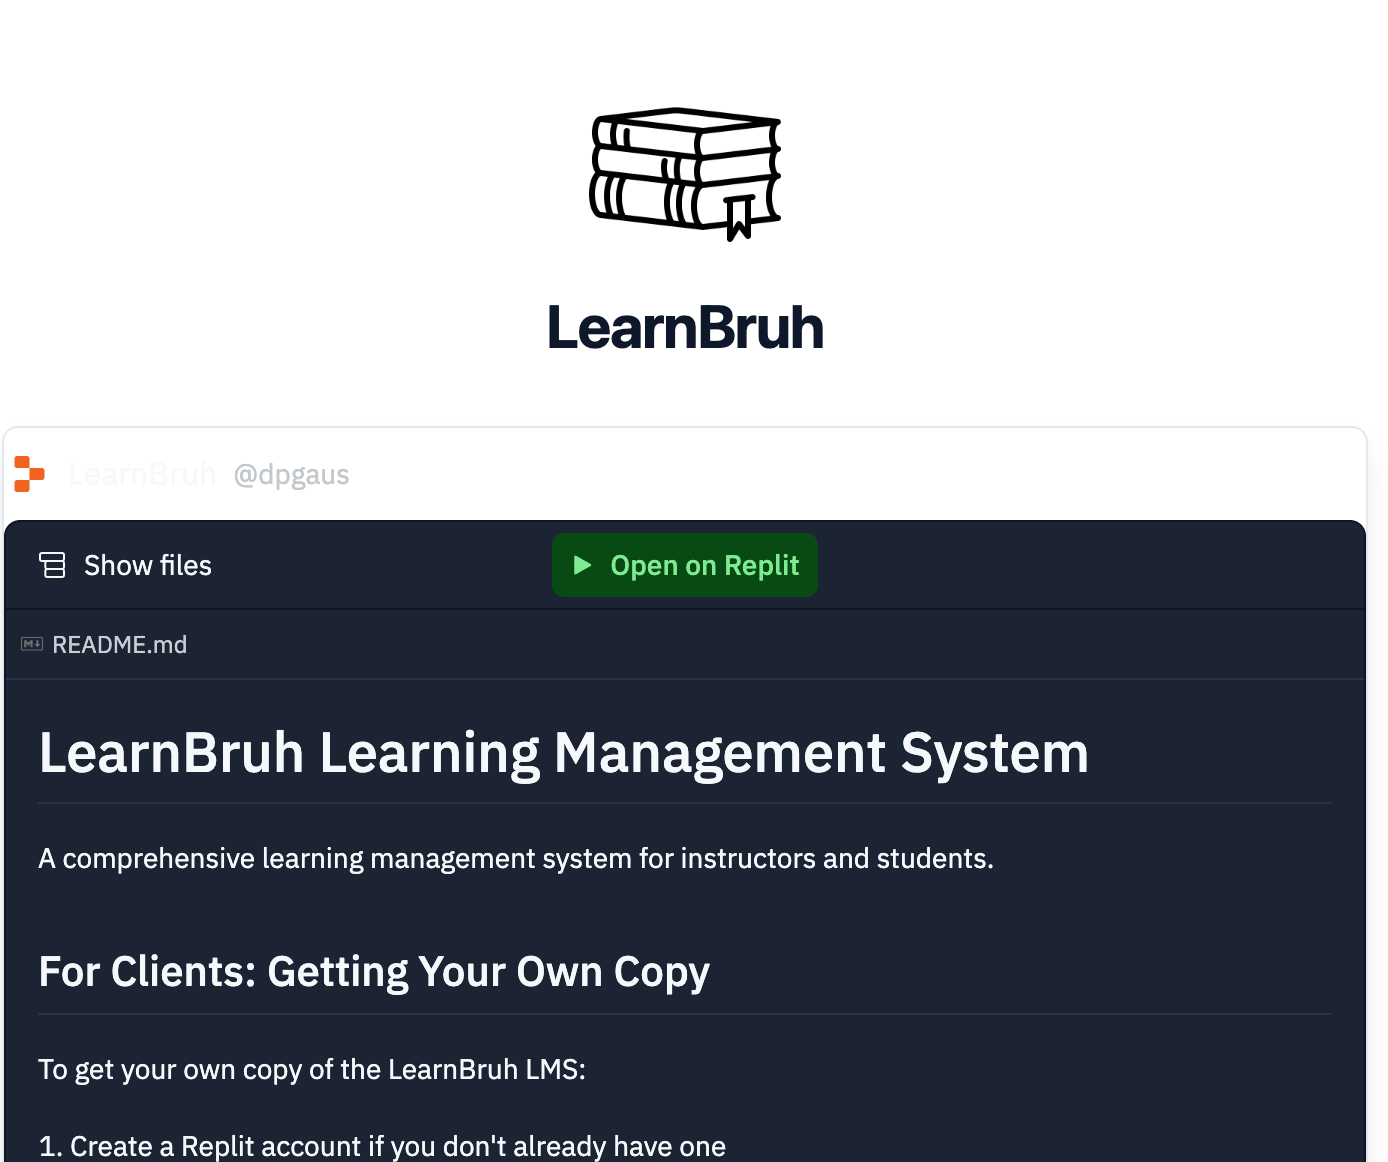 LearnBruh
LearnBruh @dpgaus
Show files
Open on Replit
README.md
LearnBruh Learning Management System
A comprehensive learning management system for instructors and students.
For Clients: Getting Your Own Copy
To get your own copy of the LearnBruh LMS:
1. Create a Replit account if you don't already have one